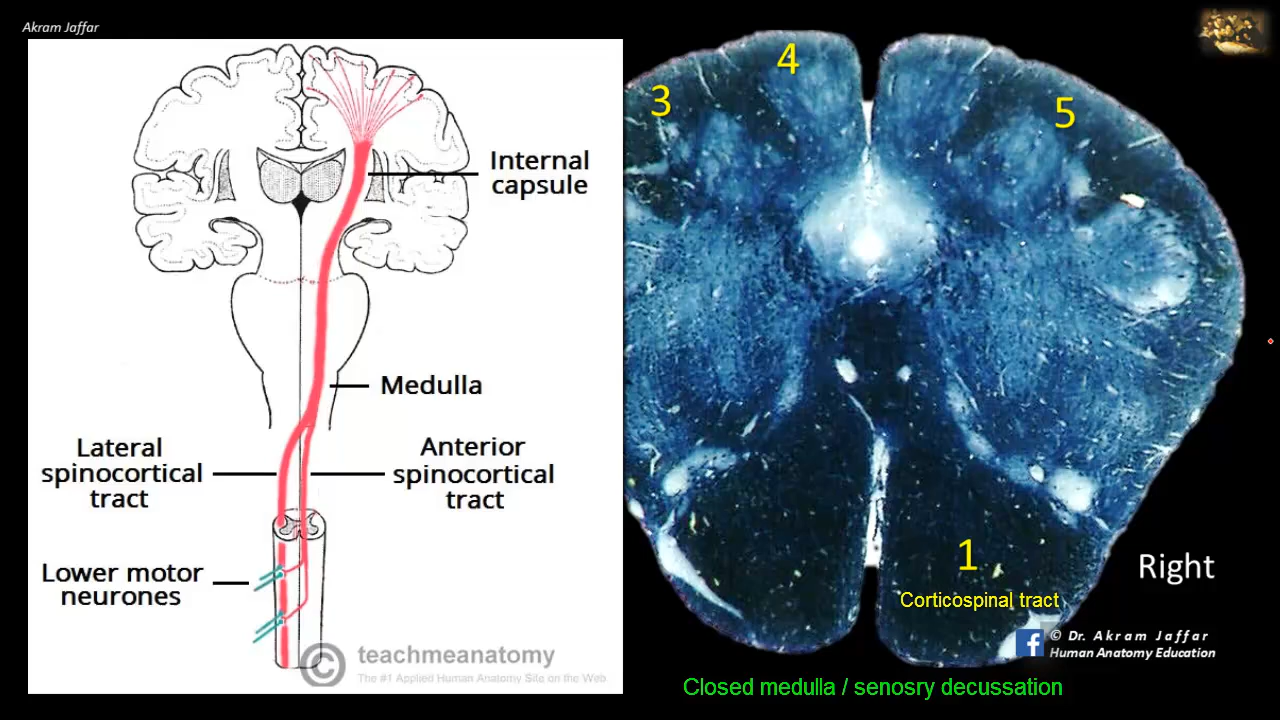 Akram Jaffar
Internal
capsule
Medulla
Lateral
spinocortical
tract
Anterior
spinocortical
tract
Lower motor
neurones
© teachmeanatomy
The #1 Applied Human Anatomy Site on the Web.
3
4
5
1
Corticospinal tract
Right
f © Dr. Akram Jaffar
Human Anatomy Education
Closed medulla / senosry decussation